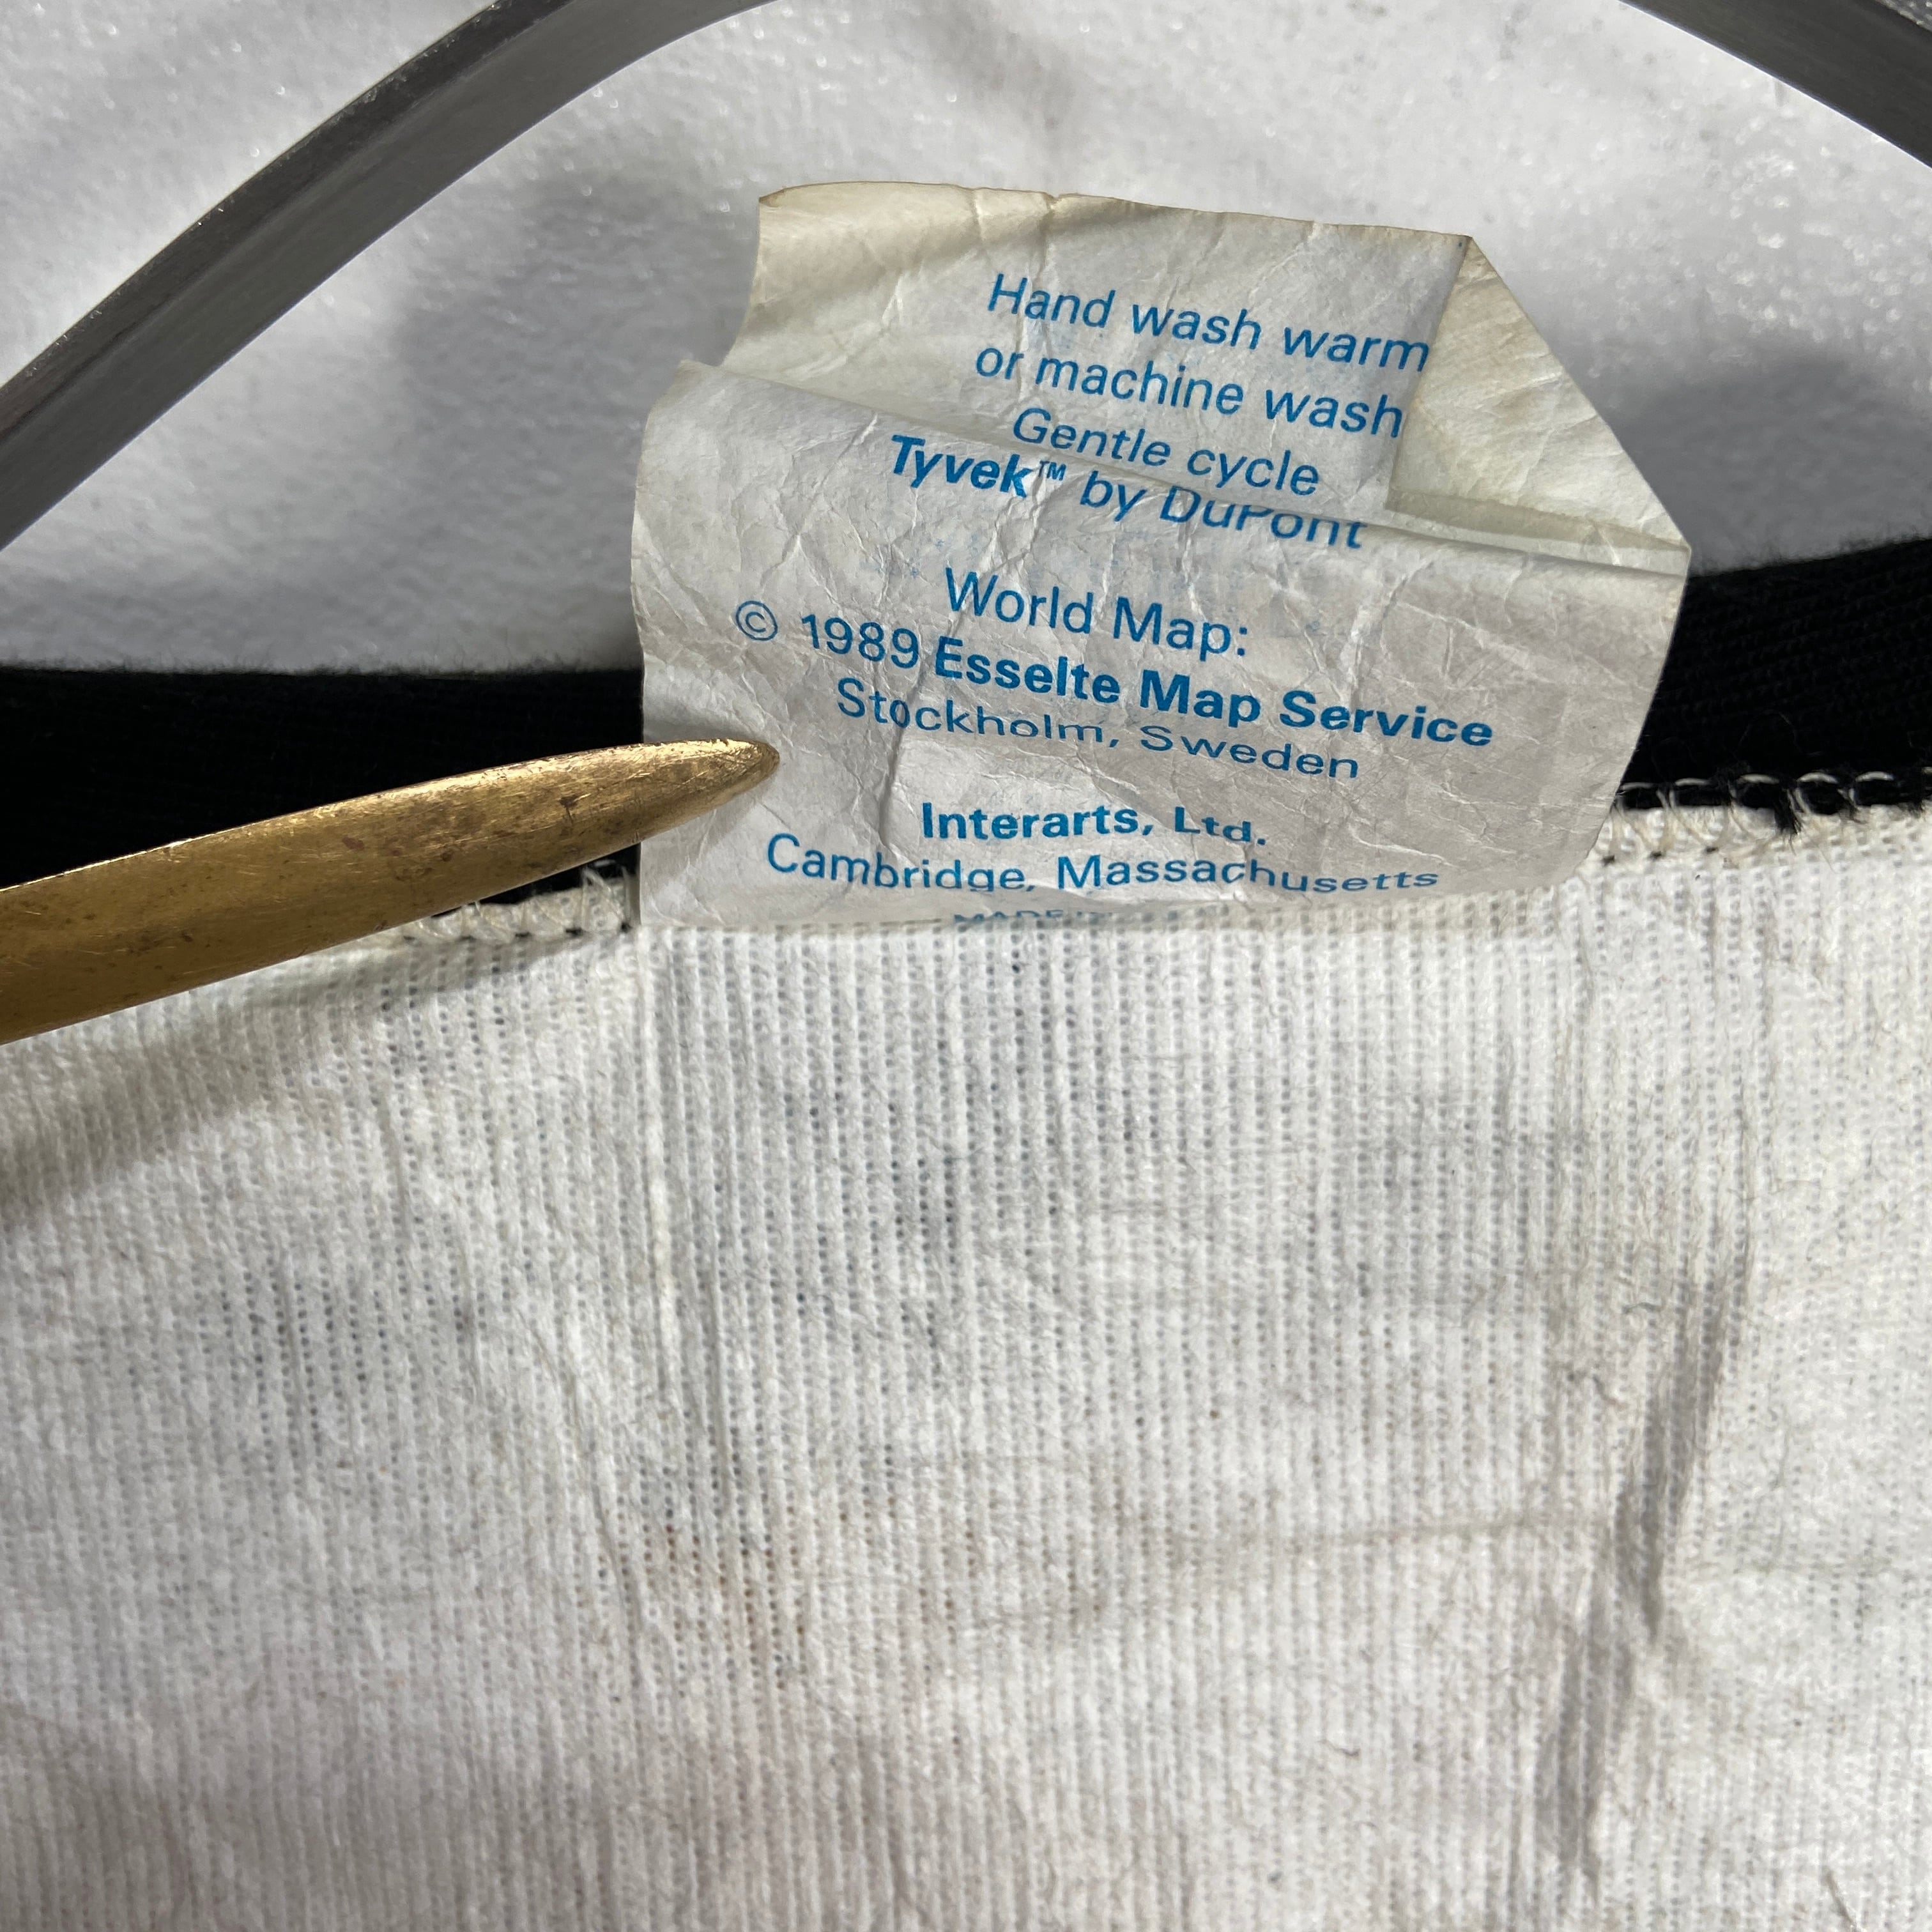 Hand wash warm
or machine wash
Gentle cycle
Tyvek™ by DuPont
World Map:
© 1989 Esselte Map Service
Stockholm, Sweden
Interarts, Ltd.
Cambridge, Massachusetts
MADE